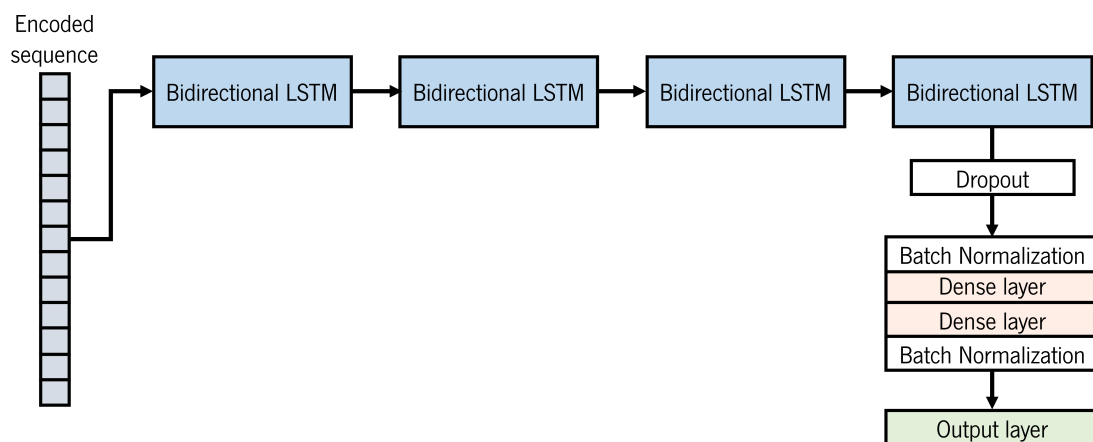 Encoded
sequence
Bidirectional LSTM
Bidirectional LSTM
Bidirectional LSTM
Bidirectional LSTM
Dropout
Batch Normalization
Dense layer
Dense layer
Batch Normalization
Output layer